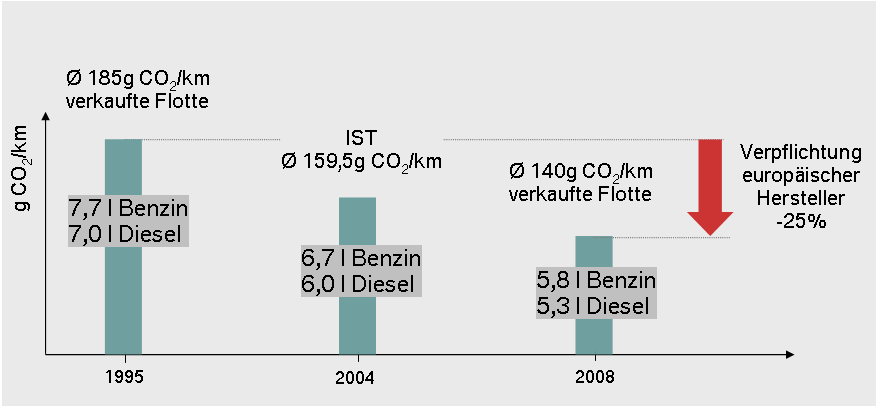 Ø 185g CO₂/km
verkaufte Flotte
IST
Ø 159,5g CO₂/km
Ø 140g CO₂/km
verkaufte Flotte
Verpflichtung
europäischer
Hersteller
-25%
g CO₂/km
7,7 l Benzin
7,0 l Diesel
6,7 l Benzin
6,0 l Diesel
5,8 l Benzin
5,3 l Diesel
1995
2004
2008